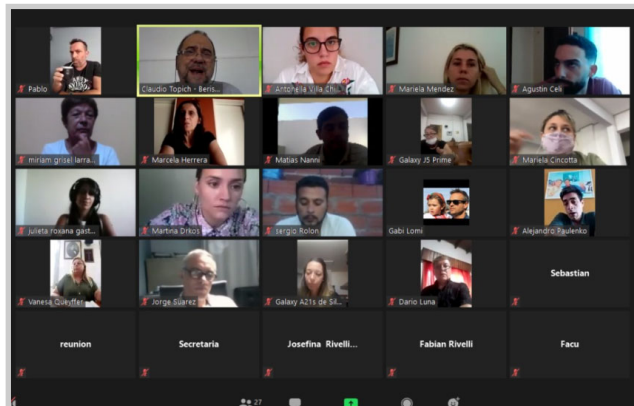 Pablo
Claudio Topich - Beris...
Antonella Villa Chi...
Mariela Mendez
Agustin Celi
miriam grisel larra...
Marcela Herrera
Matias Nanni
Galaxy J5 Prime
Mariela Cincotta
julieta roxana gast...
Martina Drkos
sergio Rolon
Gabi Lomi
Alejandro Paulenko
Vanesa Queyffer
Jorge Suarez
Galaxy A21s de Sil...
Dario Luna
Sebastian
reunion
Secretaria
Josefina Rivelli...
Fabian Rivelli
Facu
27